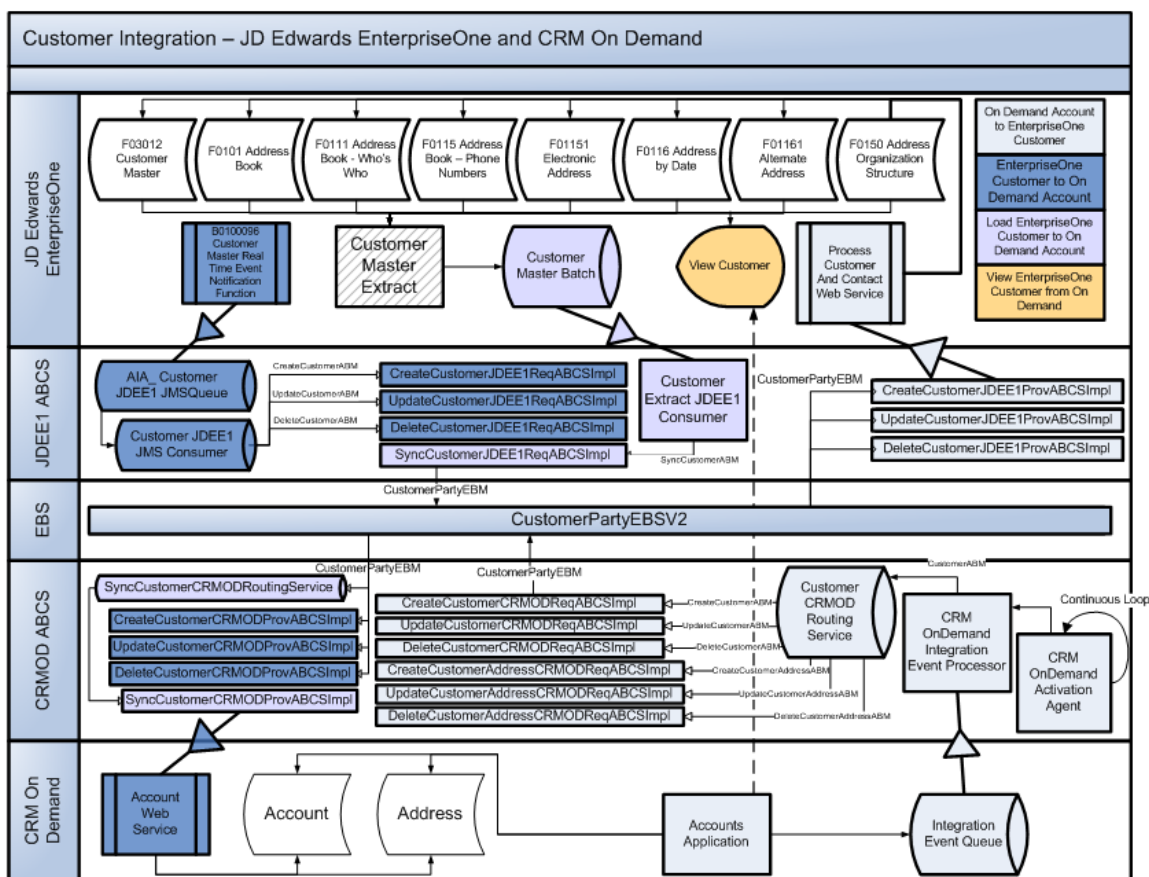 Customer Integration – JD Edwards EnterpriseOne and CRM On Demand
JD Edwards
EnterpriseOne
F03012
Customer
Master
F0101 Address
Book
F0111 Address
Book - Who's
Who
F0115 Address
Book – Phone
Numbers
F01151
Electronic
Address
F0116 Address
by Date
F01161
Alternate
Address
F0150 Address
Organization
Structure
On Demand Account
to EnterpriseOne
Customer
EnterpriseOne
Customer to On
Demand Account
Load EnterpriseOne
Customer to On
Demand Account
View EnterpriseOne
Customer from On
Demand
B0100096
Customer
Master Real
Time Event
Notification
Function
Customer
Master
Extract
Customer
Master Batch
View Customer
Process
Customer
And Contact
Web Service
JDEE1 ABCS
AIA_ Customer
JDEE1 JMSQueue
Customer JDEE1
JMS Consumer
CreateCustomerABM
UpdateCustomerABM
DeleteCustomerABM
CreateCustomerJDEE1ReqABCSImpl
UpdateCustomerJDEE1ReqABCSImpl
DeleteCustomerJDEE1ReqABCSImpl
SyncCustomerJDEE1ReqABCSImpl
Customer
Extract JDEE1
Consumer
SyncCustomerABM
CustomerPartyEBM
CreateCustomerJDEE1ProvABCSImpl
UpdateCustomerJDEE1ProvABCSImpl
DeleteCustomerJDEE1ProvABCSImpl
CustomerPartyEBM
EBS
CustomerPartyEBSV2
CRMOD ABCS
CustomerPartyEBM
SyncCustomerCRMODRoutingService
CreateCustomerCRMODProvABCSImpl
UpdateCustomerCRMODProvABCSImpl
DeleteCustomerCRMODProvABCSImpl
SyncCustomerCRMODProvABCSImpl
CustomerPartyEBM
CreateCustomerCRMODReqABCSImpl
UpdateCustomerCRMODReqABCSImpl
DeleteCustomerCRMODReqABCSImpl
CreateCustomerAddressCRMODReqABCSImpl
UpdateCustomerAddressCRMODReqABCSImpl
DeleteCustomerAddressCRMODReqABCSImpl
CreateCustomerABM
UpdateCustomerABM
DeleteCustomerABM
CreateCustomerAddressABM
UpdateCustomerAddressABM
DeleteCustomerAddressABM
Customer
CRMOD
Routing
Service
CustomerABM
CRM
OnDemand
Integration
Event Processor
Continuous Loop
CRM
OnDemand
Activation
Agent
CRM On
Demand
Account
Web
Service
Account
Address
Accounts
Application
Integration
Event Queue